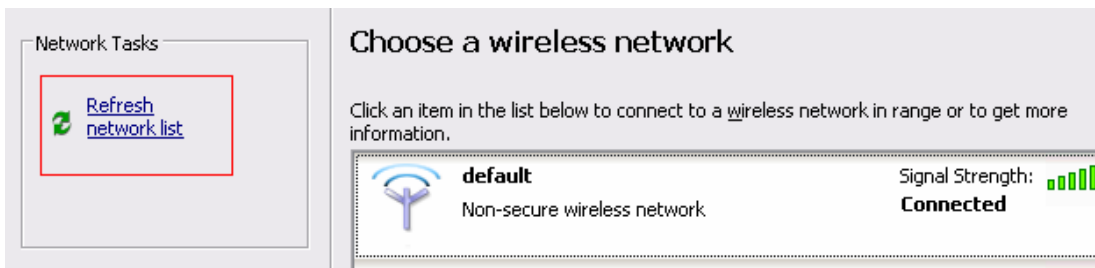 Network Tasks
Refresh
network list
Choose a wireless network
Click an item in the list below to connect to a wireless network in range or to get more
information.
default
Signal Strength:
Non-secure wireless network
Connected